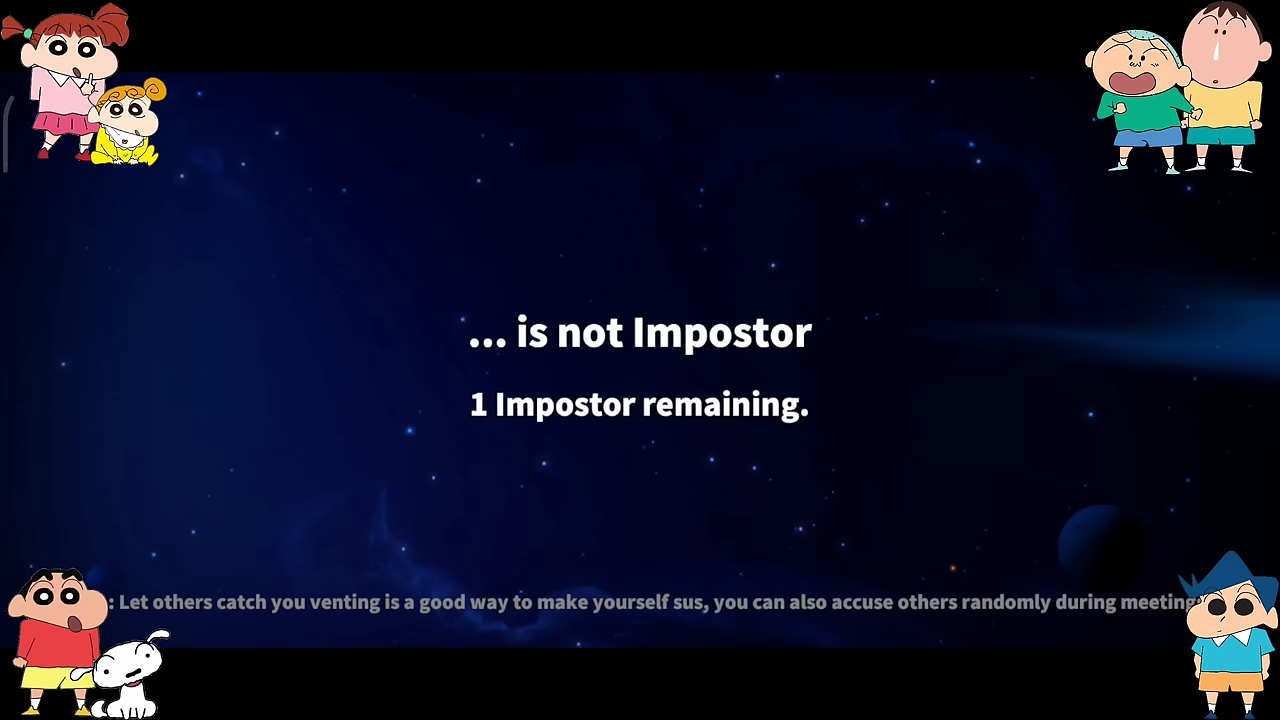 ... is not Impostor
1 Impostor remaining.
: Let others catch you venting is a good way to make yourself sus, you can also accuse others randomly during meeting